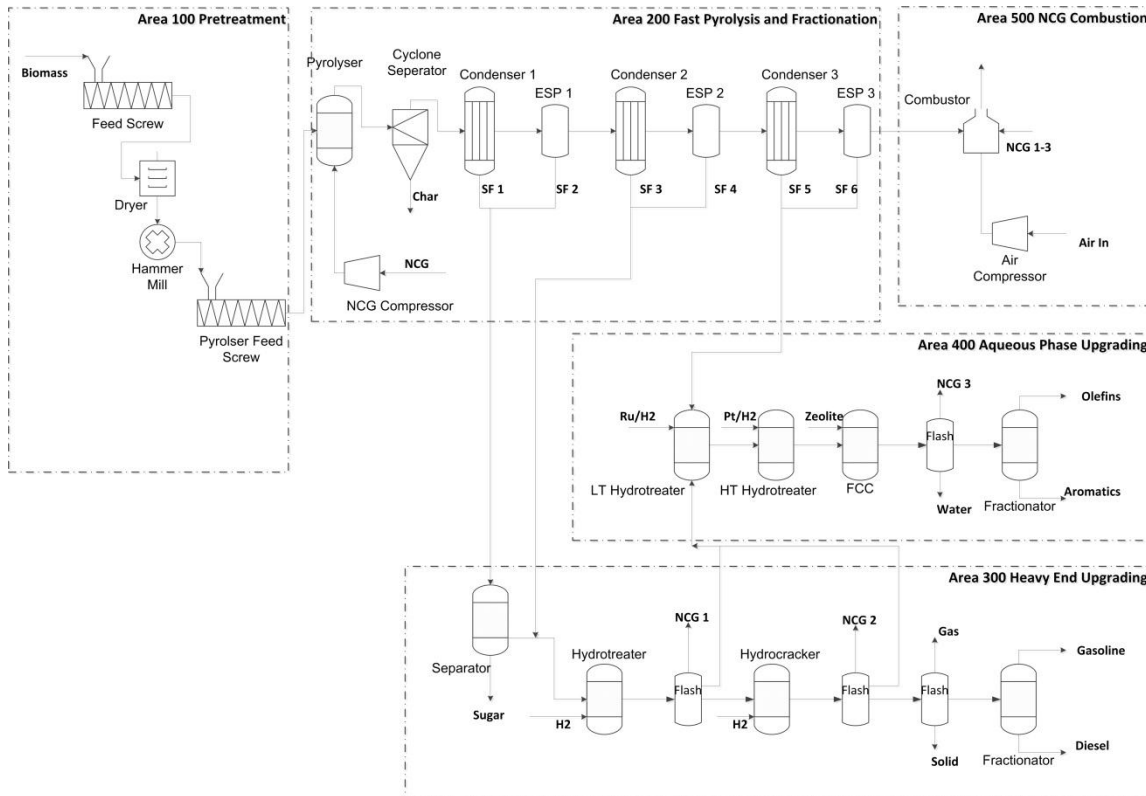 Area 100 Pretreatment
Biomass
Feed Screw
Dryer
Hammer
Mill
Pyrolser Feed
Screw
Area 200 Fast Pyrolysis and Fractionation
Pyrolyser
Cyclone
Seperator
Condenser 1
ESP 1
Condenser 2
ESP 2
Condenser 3
ESP 3
Char
SF 1
SF 2
SF 3
SF 4
SF 5
SF 6
NCG
NCG Compressor
Area 500 NCG Combustion
Combustor
NCG 1-3
Air In
Air
Compressor
Area 400 Aqueous Phase Upgrading
NCG 3
Olefins
Ru/H2
Pt/H2
Zeolite
Flash
LT Hydrotreater
HT Hydrotreater
FCC
Water
Aromatics
Fractionator
Area 300 Heavy End Upgrading
Separator
Sugar
Hydrotreater
H2
NCG 1
Flash
Hydrocracker
H2
NCG 2
Flash
Gas
Flash
Solid
Gasoline
Diesel
Fractionator